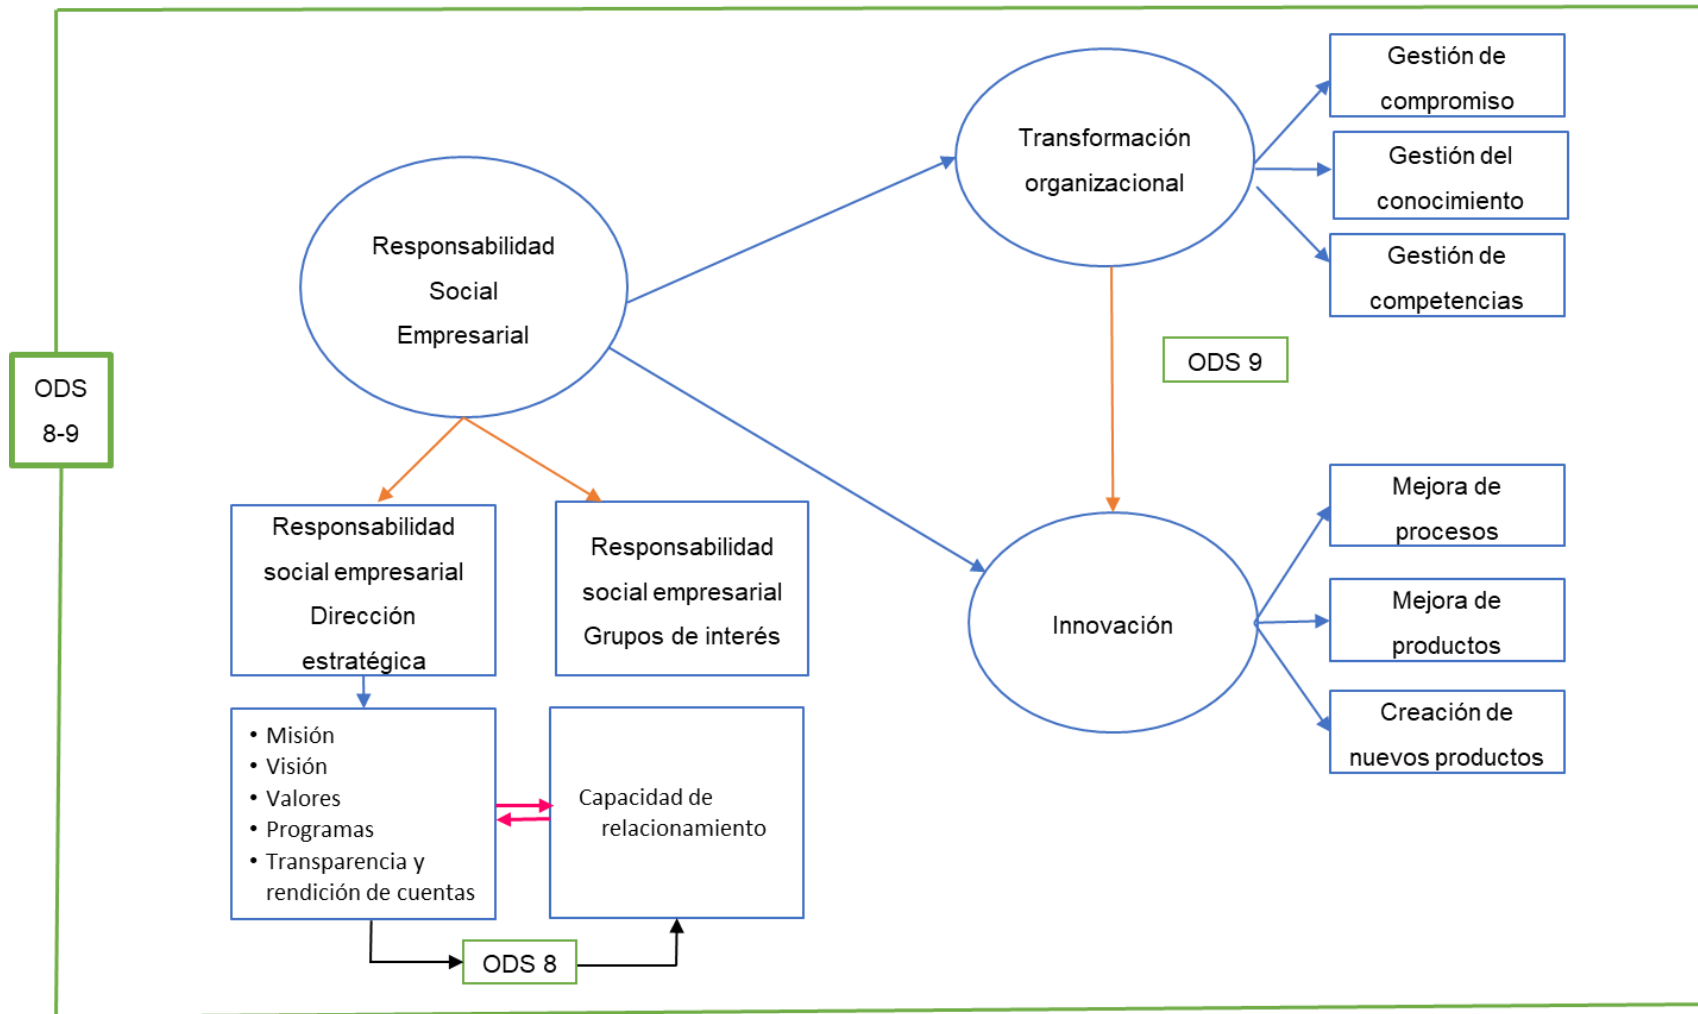 Gestión de
compromiso
Transformación
organizacional
Gestión del
conocimiento
Gestión de
competencias
Responsabilidad
Social
Empresarial
ODS 9
ODS
8-9
Responsabilidad
social empresarial
Dirección
estratégica
Responsabilidad
social empresarial
Grupos de interés
Innovación
Mejora de
procesos
Mejora de
productos
Creación de
nuevos productos
• Misión
• Visión
• Valores
• Programas
• Transparencia y
rendición de cuentas
Capacidad de
relacionamiento
ODS 8